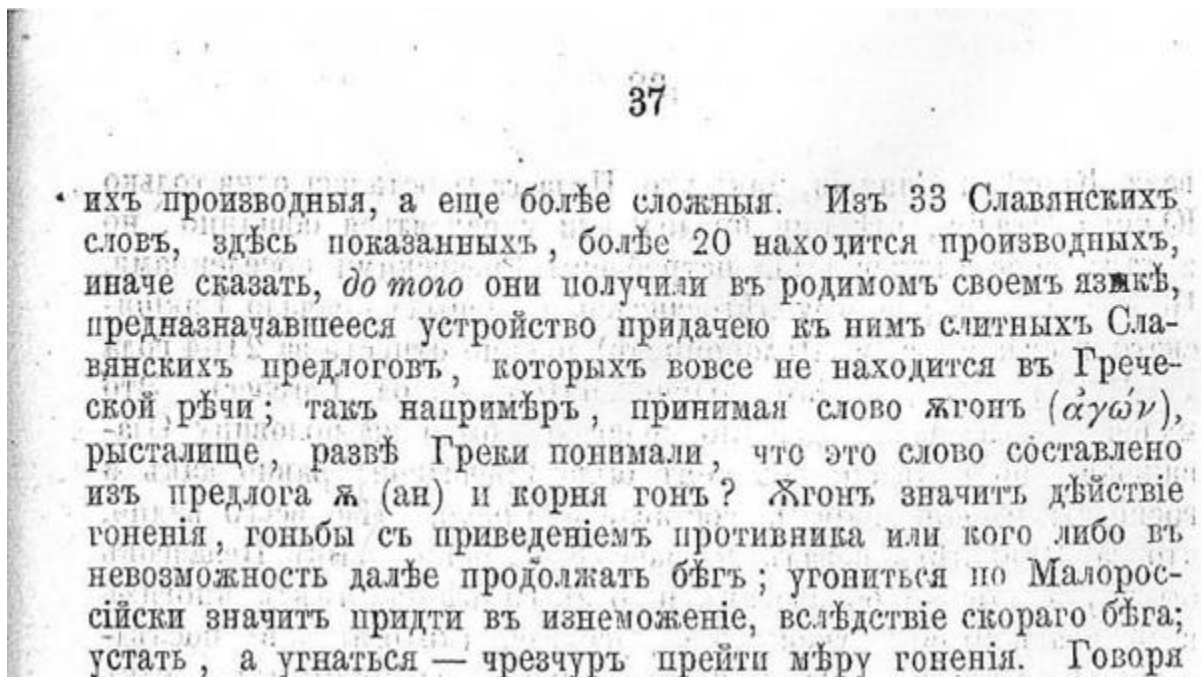 37
ихъ производныя, а еще болѣе сложныя. Изъ 33 Славянскихъ
словъ, здѣсь показанныхъ, болѣе 20 находится производныхъ,
иначе сказать, до того они получили въ родимомъ своемъ языкѣ,
предназначавшееся устройство придачею къ нимъ слитныхъ Сла-
вянскихъ предлоговъ, которыхъ вовсе не находится въ Грече-
ской рѣчи; такъ напримѣръ, принимая слово ѫгонъ (ἀγών),
рысталище, развѣ Греки понимали, что это слово составлено
изъ предлога ѫ (ан) и корня гонъ? Ѫгонъ значитъ дѣйствіе
гоненія, гоньбы съ приведеніемъ противника или кого либо въ
невозможность далѣе продолжать бѣгъ; угониться по Малорос-
сійски значитъ придти въ изнеможеніе, вслѣдствіе скораго бѣга;
устать, а угнаться — чрезчуръ прейти мѣру гоненія. Говоря